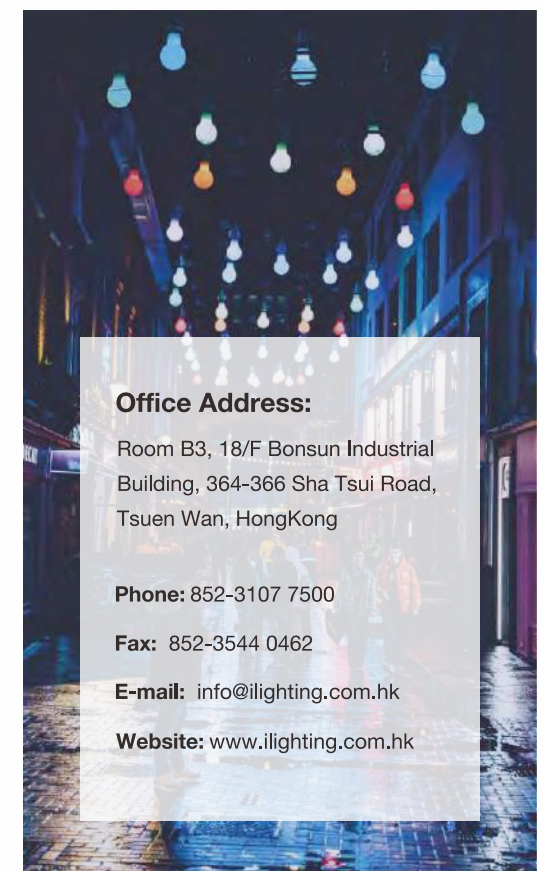 Office Address:
Room B3, 18/F Bonsun Industrial
Building, 364-366 Sha Tsui Road,
Tsuen Wan, HongKong
Phone: 852-3107 7500
Fax: 852-3544 0462
E-mail: info@ilighting.com.hk
Website: www.ilighting.com.hk